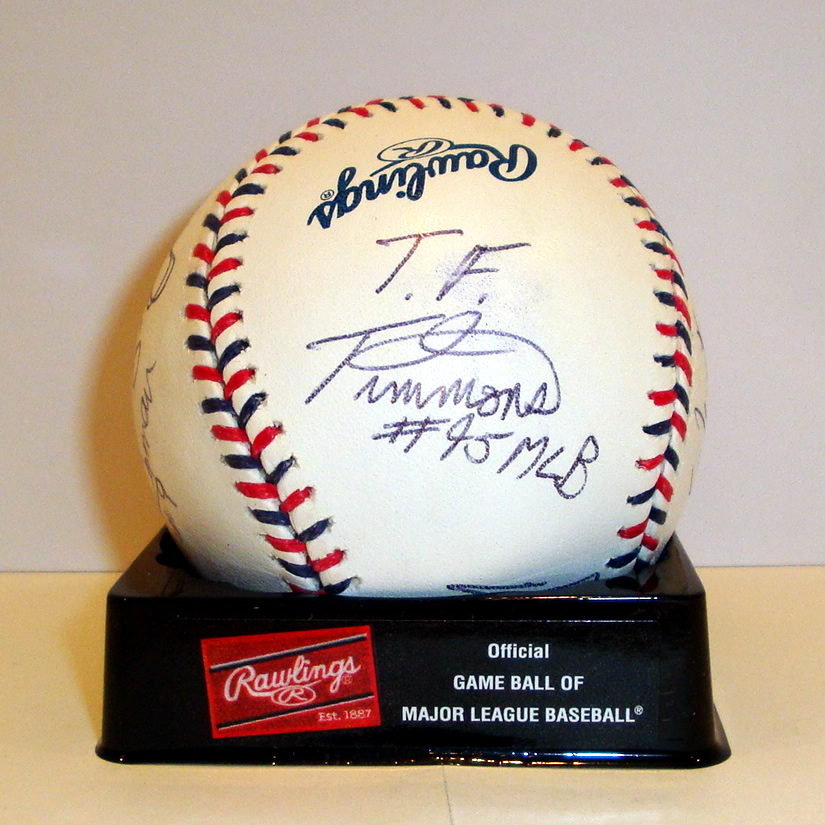 Rawlings®
R
T. F.
Timmons
#95 MLB
Rawlings®
R
Est. 1887
Official
GAME BALL OF
MAJOR LEAGUE BASEBALL®